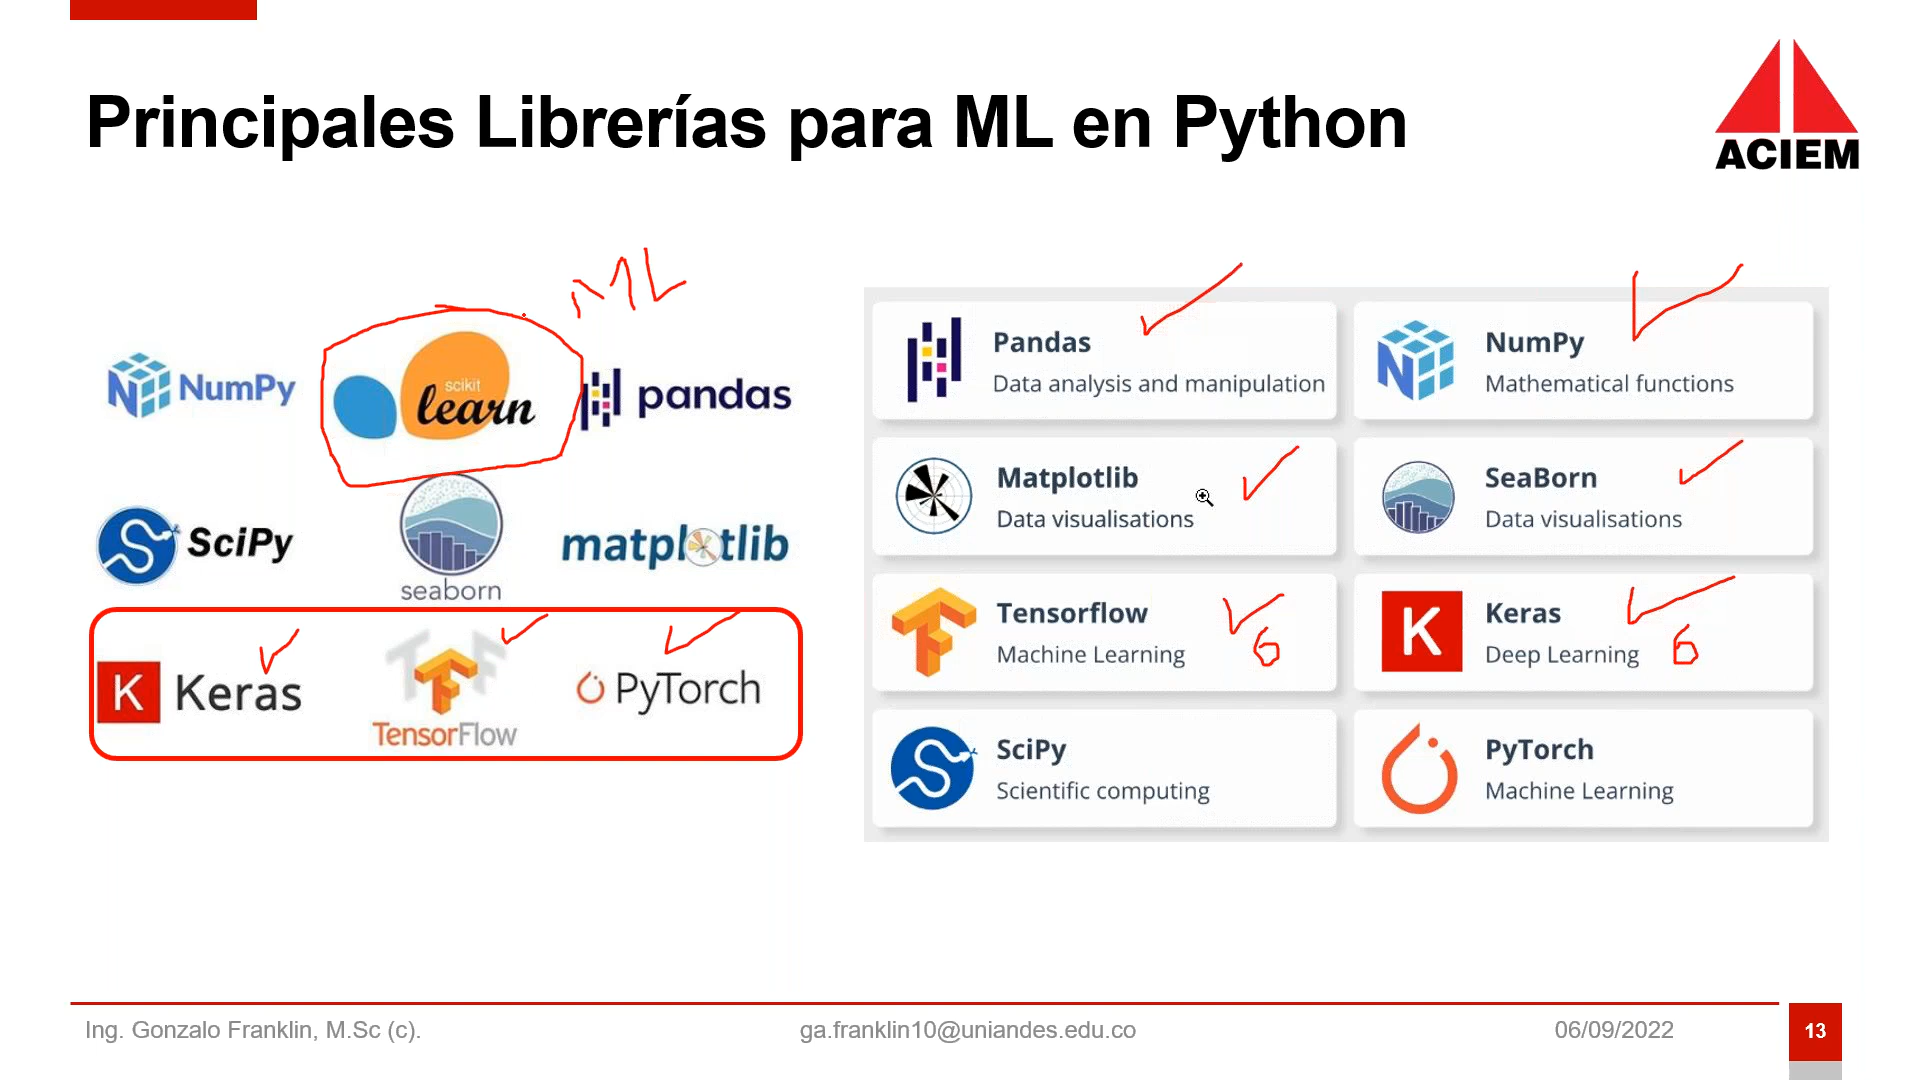 Principales Librerías para ML en Python
ACIEM
ML
NumPy
scikit
learn
pandas
SciPy
seaborn
matplotlib
K Keras
TensorFlow
PyTorch
Pandas
Data analysis and manipulation
NumPy
Mathematical functions
Matplotlib
Data visualisations
SeaBorn
Data visualisations
Tensorflow
Machine Learning
6
K
Keras
Deep Learning
6
SciPy
Scientific computing
PyTorch
Machine Learning
Ing. Gonzalo Franklin, M.Sc (c).
ga.franklin10@uniandes.edu.co
06/09/2022
13